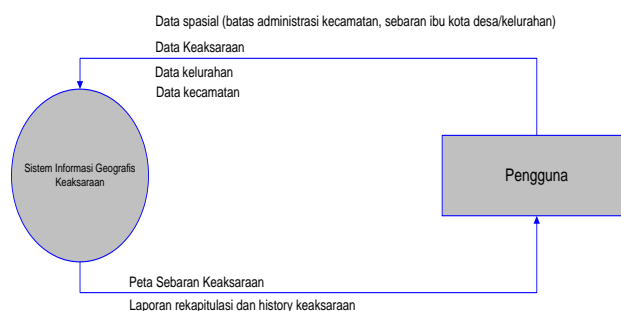 Data spasial (batas administrasi kecamatan, sebaran ibu kota desa/kelurahan)
Data Keaksaraan
Data kelurahan
Data kecamatan
Sistem Informasi Geografis
Keaksaraan
Pengguna
Peta Sebaran Keaksaraan
Laporan rekapitulasi dan history keaksaraan